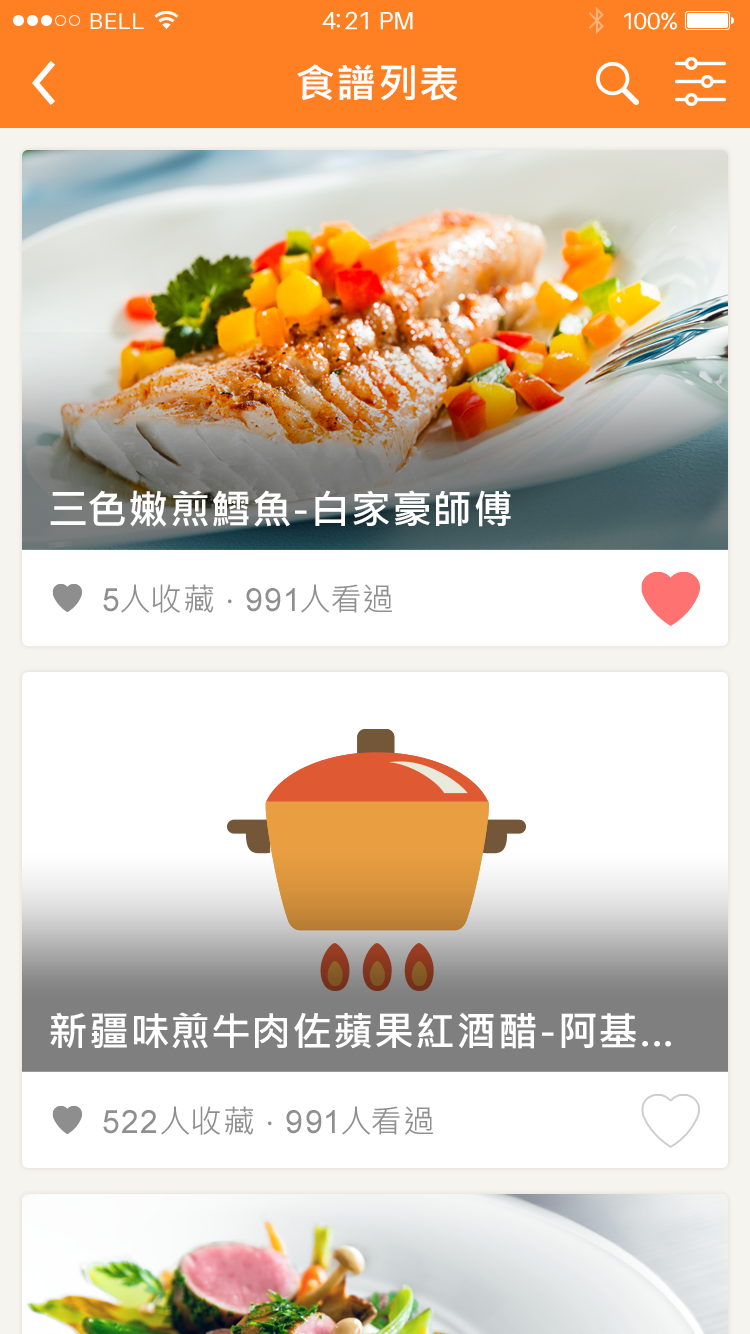 BELL 4:21 PM 100%
食譜列表
三色嫩煎鱈魚-白家豪師傅
5人收藏 · 991人看過
新疆味煎牛肉佐蘋果紅酒醋-阿基...
522人收藏 · 991人看過